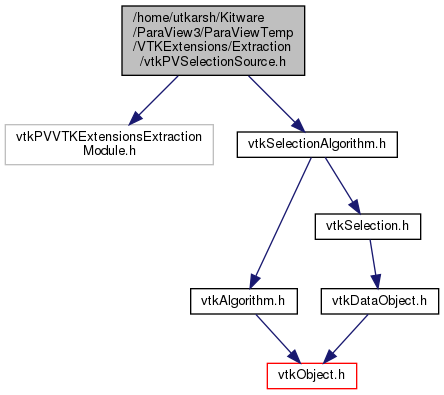 /home/utkarsh/Kitware
/ParaView3/ParaViewTemp
/VTKExtensions/Extraction
/vtkPVSelectionSource.h
vtkPVVTKExtensionsExtraction
Module.h
vtkSelectionAlgorithm.h
vtkSelection.h
vtkAlgorithm.h
vtkDataObject.h
vtkObject.h